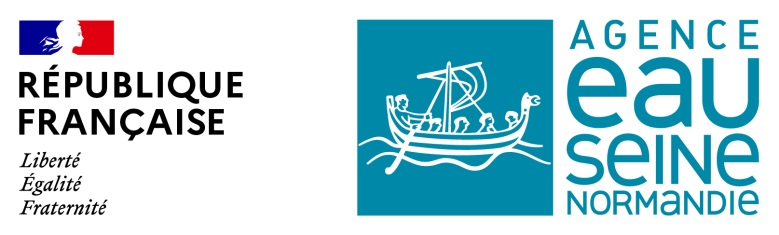 RÉPUBLIQUE
FRANÇAISE
Liberté
Égalité
Fraternité
AGENCE
eau
seine
NORMANDIE